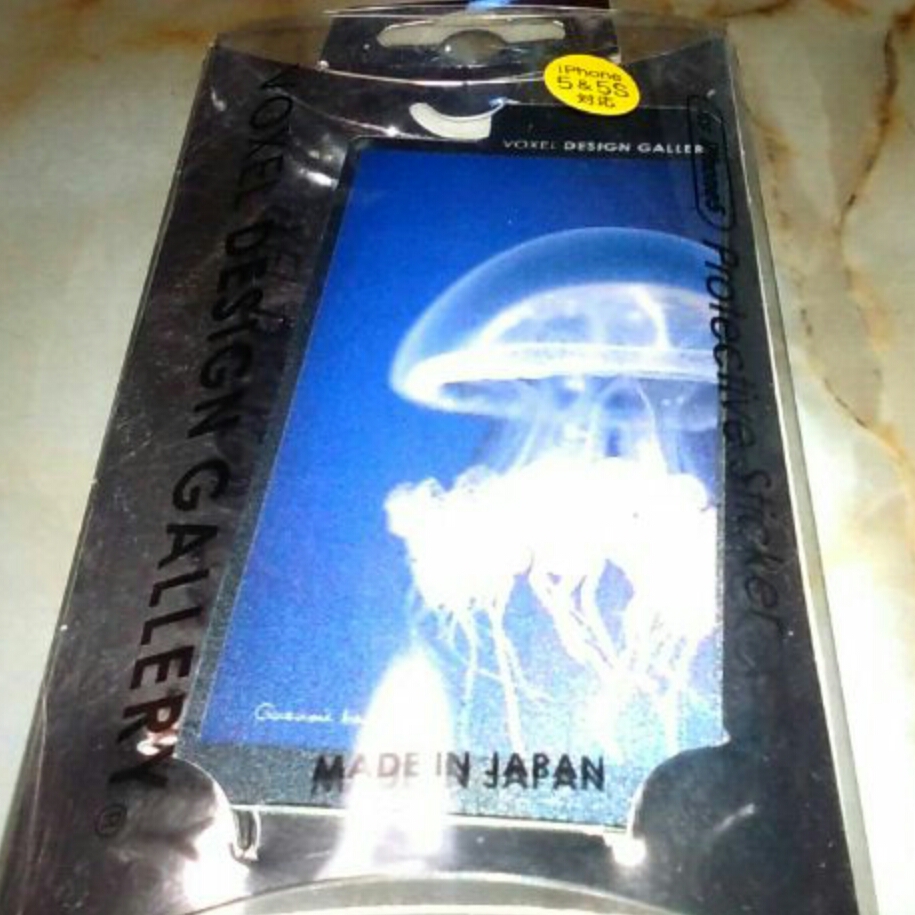 iPhone
5&5S
対応
VOXEL DESIGN GALLER
VOXEL DESIGN GALLERY®
Protective Sticker
MADE IN JAPAN